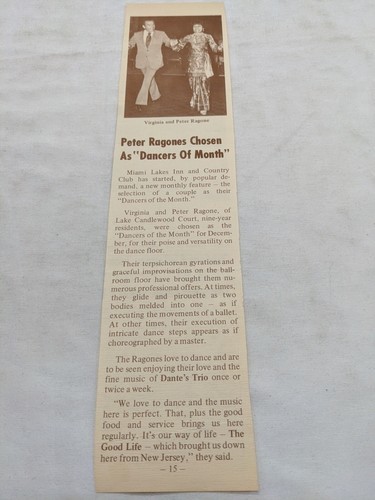 Virginia and Peter Ragone
Peter Ragones Chosen
As "Dancers Of Month"
Miami Lakes Inn and Country
Club has started, by popular de-
mand, a new monthly feature – the
selection of a couple as their
"Dancers of the Month."
Virginia and Peter Ragone, of
Lake Candlewood Court, nine-year
residents, were chosen as the
"Dancers of the Month" for Decem-
ber, for their poise and versatility on
the dance floor.
Their terpsichorean gyrations and
graceful improvisations on the ball-
room floor have brought them nu-
merous professional offers. At times,
they glide and pirouette as two
bodies melded into one – as if
executing the movements of a ballet.
At other times, their execution of
intricate dance steps appears as if
choreographed by a master.
The Ragones love to dance and are
to be seen enjoying their love and the
fine music of Dante's Trio once or
twice a week.
"We love to dance and the music
here is perfect. That, plus the good
food and service brings us here
regularly. It's our way of life – The
Good Life – which brought us down
here from New Jersey," they said.
– 15 –